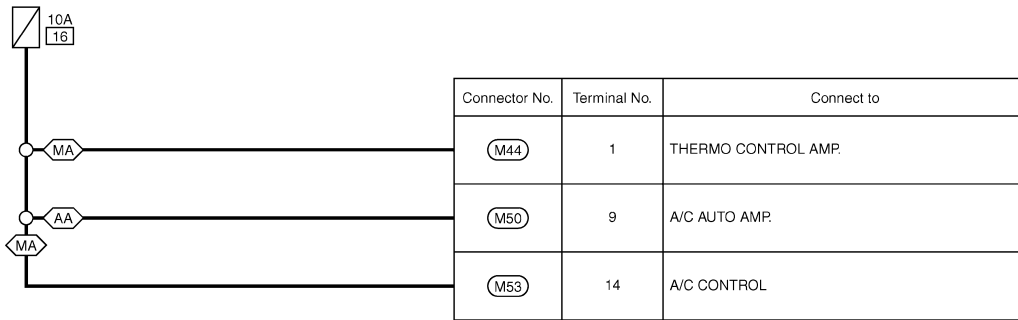 10A
16
Connector No. Terminal No. Connect to
MA M44 1 THERMO CONTROL AMP.
AA M50 9 A/C AUTO AMP.
MA
M53 14 A/C CONTROL